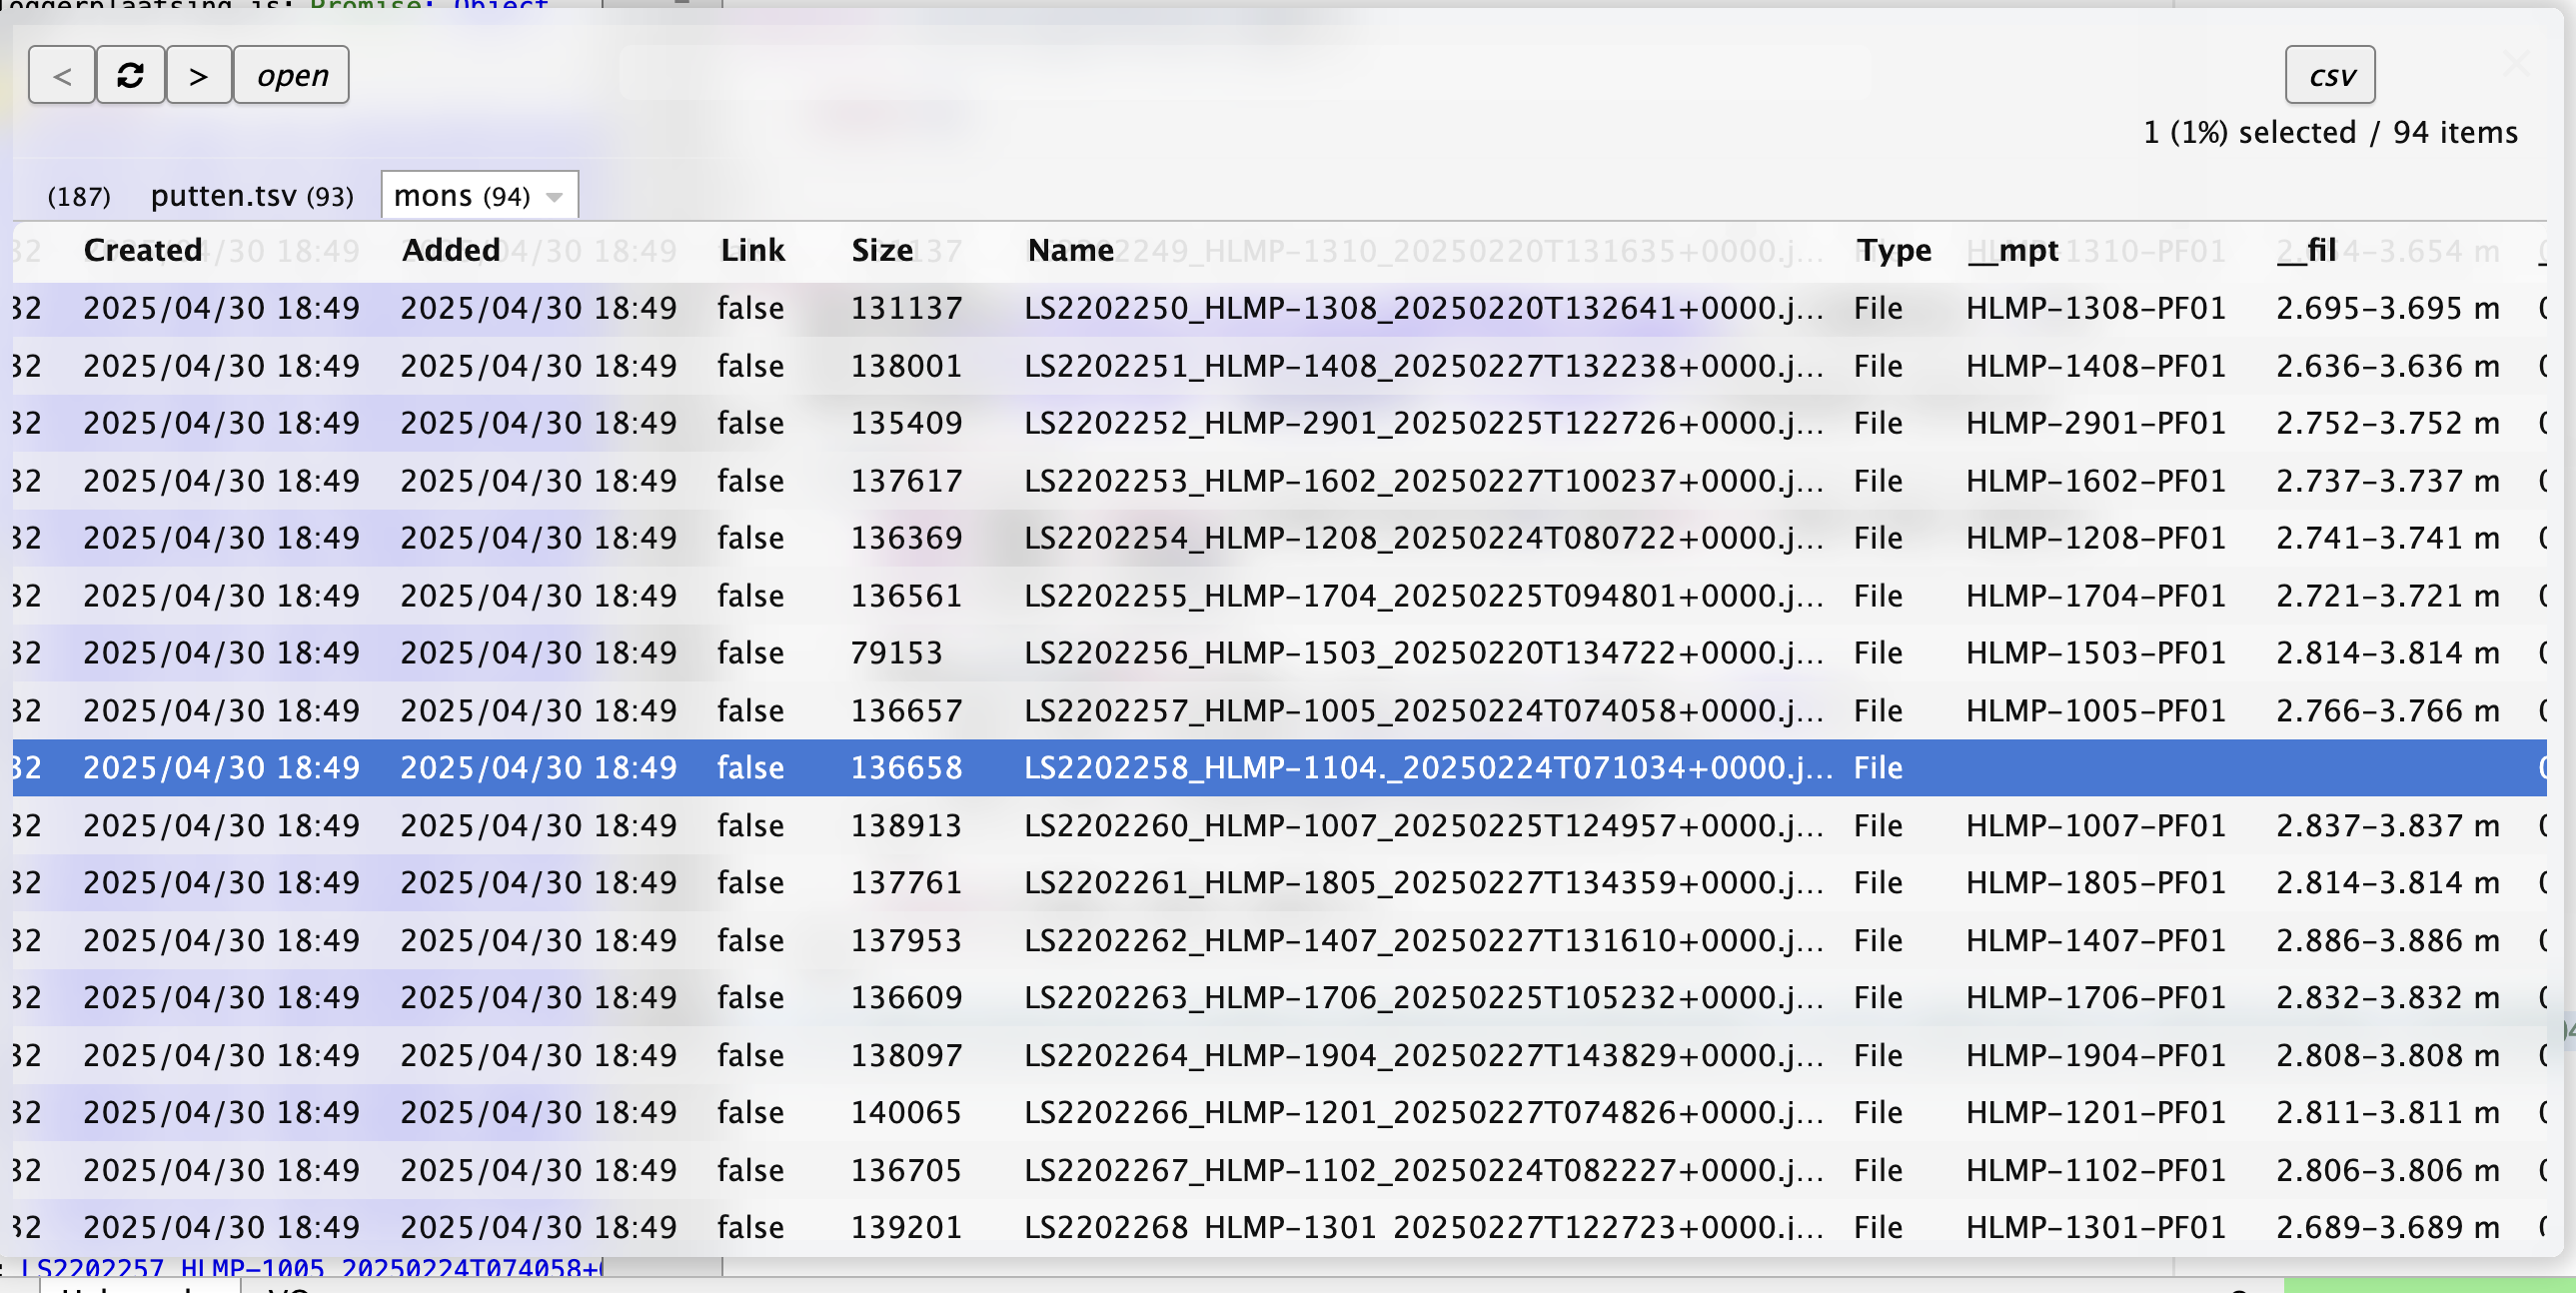 oggerplaatsing is: Promise: Object
< > open csv
1 (1%) selected / 94 items
(187) putten.tsv (93) mons (94)
Created Added Link Size Name Type __mpt __fil
32 2025/04/30 18:49 2025/04/30 18:49 false 131137 LS2202250_HLMP-1308_20250220T132641+0000.j... File HLMP-1308-PF01 2.695-3.695 m
32 2025/04/30 18:49 2025/04/30 18:49 false 138001 LS2202251_HLMP-1408_20250227T132238+0000.j... File HLMP-1408-PF01 2.636-3.636 m
32 2025/04/30 18:49 2025/04/30 18:49 false 135409 LS2202252_HLMP-2901_20250225T122726+0000.j... File HLMP-2901-PF01 2.752-3.752 m
32 2025/04/30 18:49 2025/04/30 18:49 false 137617 LS2202253_HLMP-1602_20250227T100237+0000.j... File HLMP-1602-PF01 2.737-3.737 m
32 2025/04/30 18:49 2025/04/30 18:49 false 136369 LS2202254_HLMP-1208_20250224T080722+0000.j... File HLMP-1208-PF01 2.741-3.741 m
32 2025/04/30 18:49 2025/04/30 18:49 false 136561 LS2202255_HLMP-1704_20250225T094801+0000.j... File HLMP-1704-PF01 2.721-3.721 m
32 2025/04/30 18:49 2025/04/30 18:49 false 79153 LS2202256_HLMP-1503_20250220T134722+0000.j... File HLMP-1503-PF01 2.814-3.814 m
32 2025/04/30 18:49 2025/04/30 18:49 false 136657 LS2202257_HLMP-1005_20250224T074058+0000.j... File HLMP-1005-PF01 2.766-3.766 m
32 2025/04/30 18:49 2025/04/30 18:49 false 136658 LS2202258_HLMP-1104._20250224T071034+0000.j... File
32 2025/04/30 18:49 2025/04/30 18:49 false 138913 LS2202260_HLMP-1007_20250225T124957+0000.j... File HLMP-1007-PF01 2.837-3.837 m
32 2025/04/30 18:49 2025/04/30 18:49 false 137761 LS2202261_HLMP-1805_20250227T134359+0000.j... File HLMP-1805-PF01 2.814-3.814 m
32 2025/04/30 18:49 2025/04/30 18:49 false 137953 LS2202262_HLMP-1407_20250227T131610+0000.j... File HLMP-1407-PF01 2.886-3.886 m
32 2025/04/30 18:49 2025/04/30 18:49 false 136609 LS2202263_HLMP-1706_20250225T105232+0000.j... File HLMP-1706-PF01 2.832-3.832 m
32 2025/04/30 18:49 2025/04/30 18:49 false 138097 LS2202264_HLMP-1904_20250227T143829+0000.j... File HLMP-1904-PF01 2.808-3.808 m
32 2025/04/30 18:49 2025/04/30 18:49 false 140065 LS2202266_HLMP-1201_20250227T074826+0000.j... File HLMP-1201-PF01 2.811-3.811 m
32 2025/04/30 18:49 2025/04/30 18:49 false 136705 LS2202267_HLMP-1102_20250224T082227+0000.j... File HLMP-1102-PF01 2.806-3.806 m
32 2025/04/30 18:49 2025/04/30 18:49 false 139201 LS2202268_HLMP-1301_20250227T122723+0000.j... File HLMP-1301-PF01 2.689-3.689 m
: LS2202257_HLMP-1005_20250224T074058+